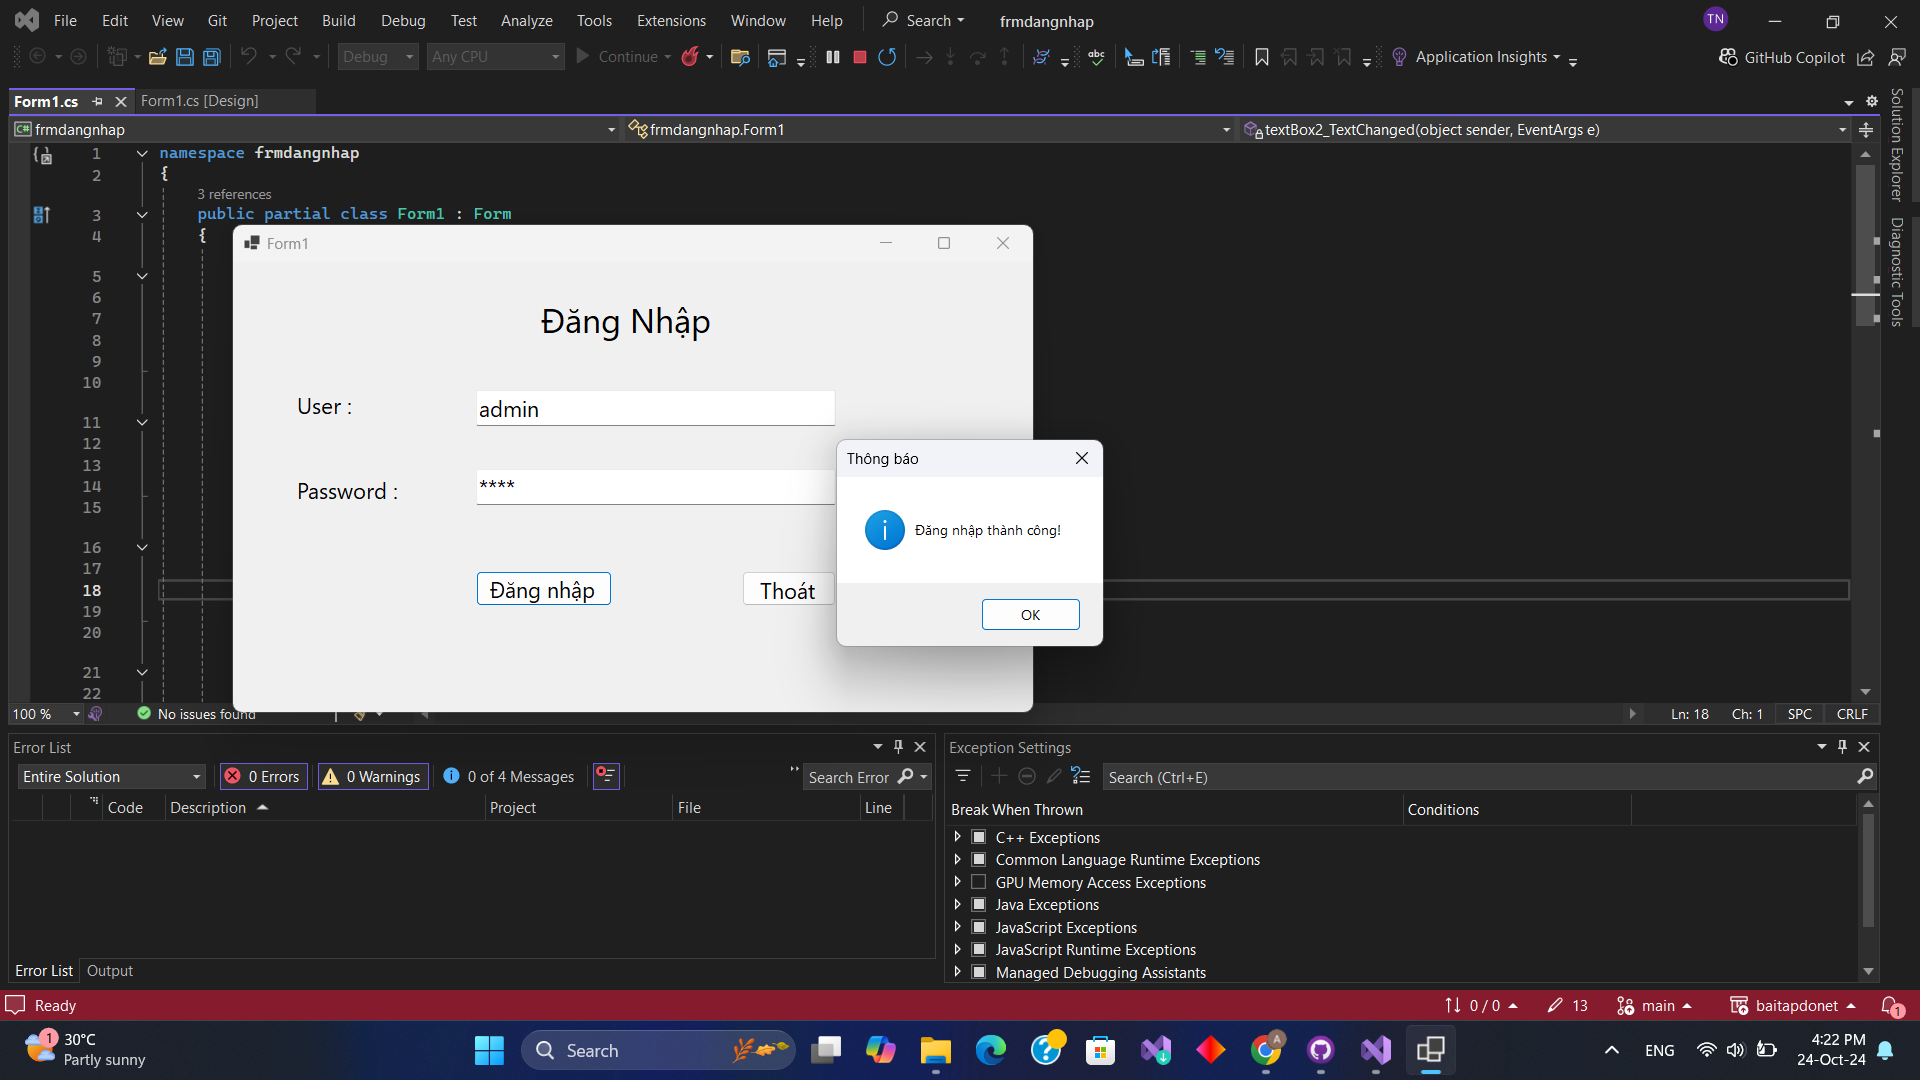 File Edit View Git Project Build Debug Test Analyze Tools Extensions Window Help Search frmdangnhap TN
Debug Any CPU Continue Application Insights GitHub Copilot
Form1.cs Form1.cs [Design]
C# frmdangnhap frmdangnhap.Form1 textBox2_TextChanged(object sender, EventArgs e)
Solution Explorer
Diagnostic Tools
1 namespace frmdangnhap
2 {
3 references
3 public partial class Form1 : Form
4 {
5
6
7
8
9
10
11
12
13
14
15
16
17
18
19
20
21
22
Form1
Đăng Nhập
User : admin
Password : ****
Đăng nhập Thoát
Thông báo
Đăng nhập thành công!
OK
100 % No issues found Ln: 18 Ch: 1 SPC CRLF
Error List
Entire Solution 0 Errors 0 Warnings 0 of 4 Messages Search Error
Code Description Project File Line
Error List Output
Exception Settings
Search (Ctrl+E)
Break When Thrown Conditions
C++ Exceptions
Common Language Runtime Exceptions
GPU Memory Access Exceptions
Java Exceptions
JavaScript Exceptions
JavaScript Runtime Exceptions
Managed Debugging Assistants
Ready 0 / 0 13 main baitapdonet 1
1 30°C
Partly sunny
Search A ENG 4:22 PM
24-Oct-24